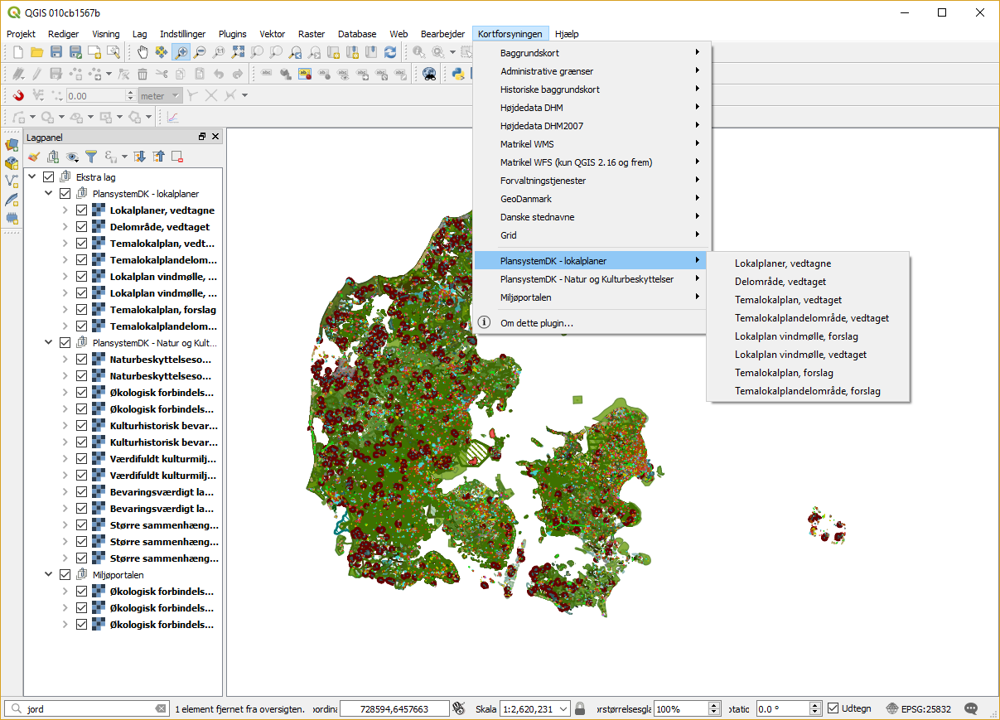 QGIS 010cb1567b
Projekt Rediger Visning Lag Indstillinger Plugins Vektor Raster Database Web Bearbejder Kortforsyningen Hjælp
0.00 meter
Baggrundskort
Administrative grænser
Historiske baggrundskort
Højdedata DHM
Højdedata DHM2007
Matrikel WMS
Matrikel WFS (kun QGIS 2.16 og frem)
Forvaltningstjenester
GeoDanmark
Danske stednavne
Grid
PlansystemDK - lokalplaner
PlansystemDK - Natur og Kulturbeskyttelser
Miljøportalen
Om dette plugin...
Lokalplaner, vedtagne
Delområde, vedtaget
Temalokalplan, vedtaget
Temalokalplandelområde, vedtaget
Lokalplan vindmølle, forslag
Lokalplan vindmølle, vedtaget
Temalokalplan, forslag
Temalokalplandelområde, forslag
Lagpanel
Ekstra lag
PlansystemDK - lokalplaner
Lokalplaner, vedtagne
Delområde, vedtaget
Temalokalplan, vedt...
Temalokalplandelom...
Lokalplan vindmølle, ...
Lokalplan vindmølle, ...
Temalokalplan, forslag
Temalokalplandelom...
PlansystemDK - Natur og Kult...
Naturbeskyttelseso...
Naturbeskyttelseso...
Økologisk forbindels...
Økologisk forbindels...
Kulturhistorisk bevar...
Kulturhistorisk bevar...
Værdifuldt kulturmilj...
Værdifuldt kulturmilj...
Bevaringsværdigt la...
Bevaringsværdigt la...
Større sammenhæng...
Større sammenhæng...
Større sammenhæng...
Miljøportalen
Økologisk forbindels...
Økologisk forbindels...
Økologisk forbindels...
jord 1 element fjernet fra oversigten. oordina 728594,6457663 Skala 1:2,620,231 orstørrelsesgla 100% otatic 0.0 ° Udtegn EPSG:25832